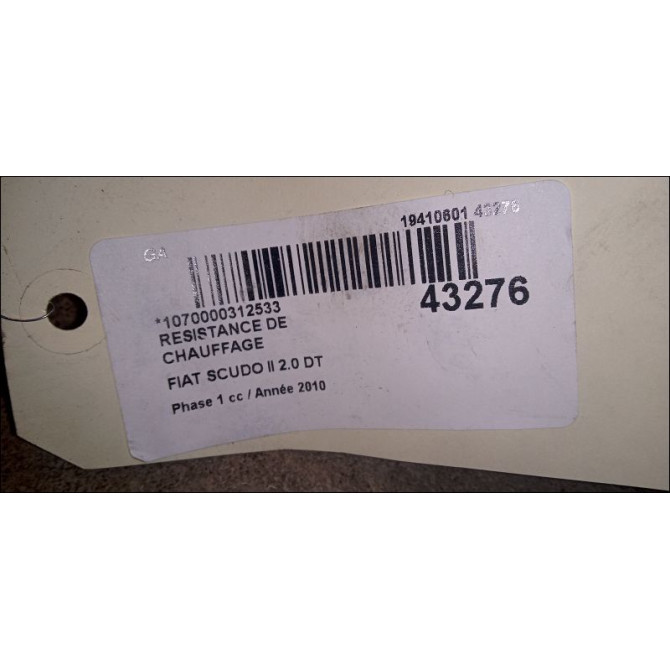 19410601 43276
GA
43276
*1070000312533
RESISTANCE DE
CHAUFFAGE
FIAT SCUDO II 2.0 DT
Phase 1 cc / Année 2010